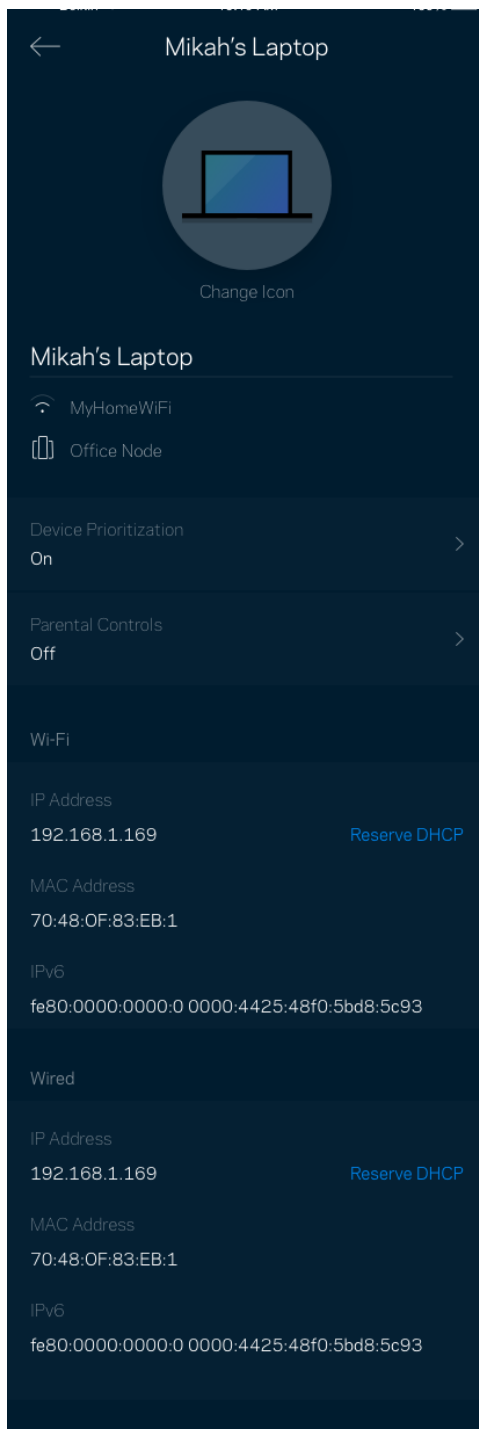 Mikah's Laptop
Change Icon
Mikah's Laptop
MyHomeWiFi
Office Node
Device Prioritization
On
Parental Controls
Off
Wi-Fi
IP Address
192.168.1.169 Reserve DHCP
MAC Address
70:48:0F:83:EB:1
IPv6
fe80:0000:0000:0 0000:4425:48f0:5bd8:5c93
Wired
IP Address
192.168.1.169 Reserve DHCP
MAC Address
70:48:0F:83:EB:1
IPv6
fe80:0000:0000:0 0000:4425:48f0:5bd8:5c93